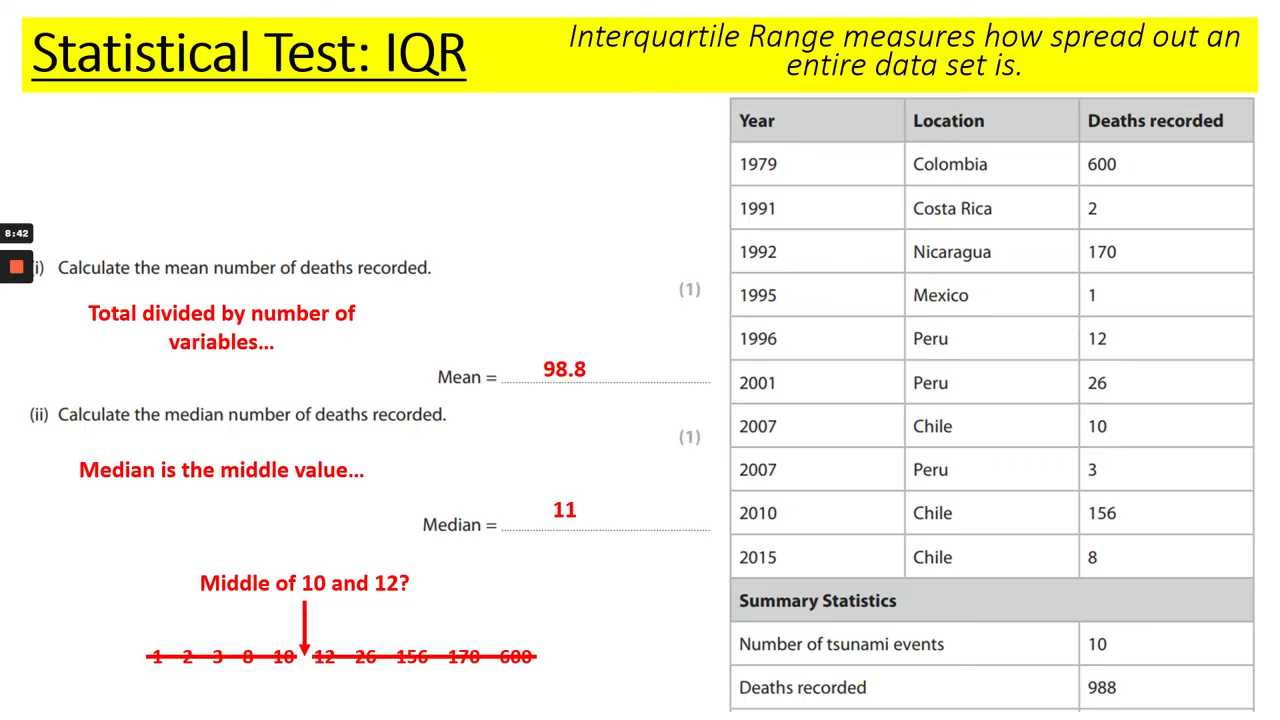 Statistical Test: IQR
Interquartile Range measures how spread out an
entire data set is.
8:42
(i) Calculate the mean number of deaths recorded.
(1)
Total divided by number of
variables...
Mean = 98.8
(ii) Calculate the median number of deaths recorded.
(1)
Median is the middle value...
Median = 11
Middle of 10 and 12?
1 2 3 8 10 12 26 156 170 600
Year Location Deaths recorded
1979 Colombia 600
1991 Costa Rica 2
1992 Nicaragua 170
1995 Mexico 1
1996 Peru 12
2001 Peru 26
2007 Chile 10
2007 Peru 3
2010 Chile 156
2015 Chile 8
Summary Statistics
Number of tsunami events 10
Deaths recorded 988